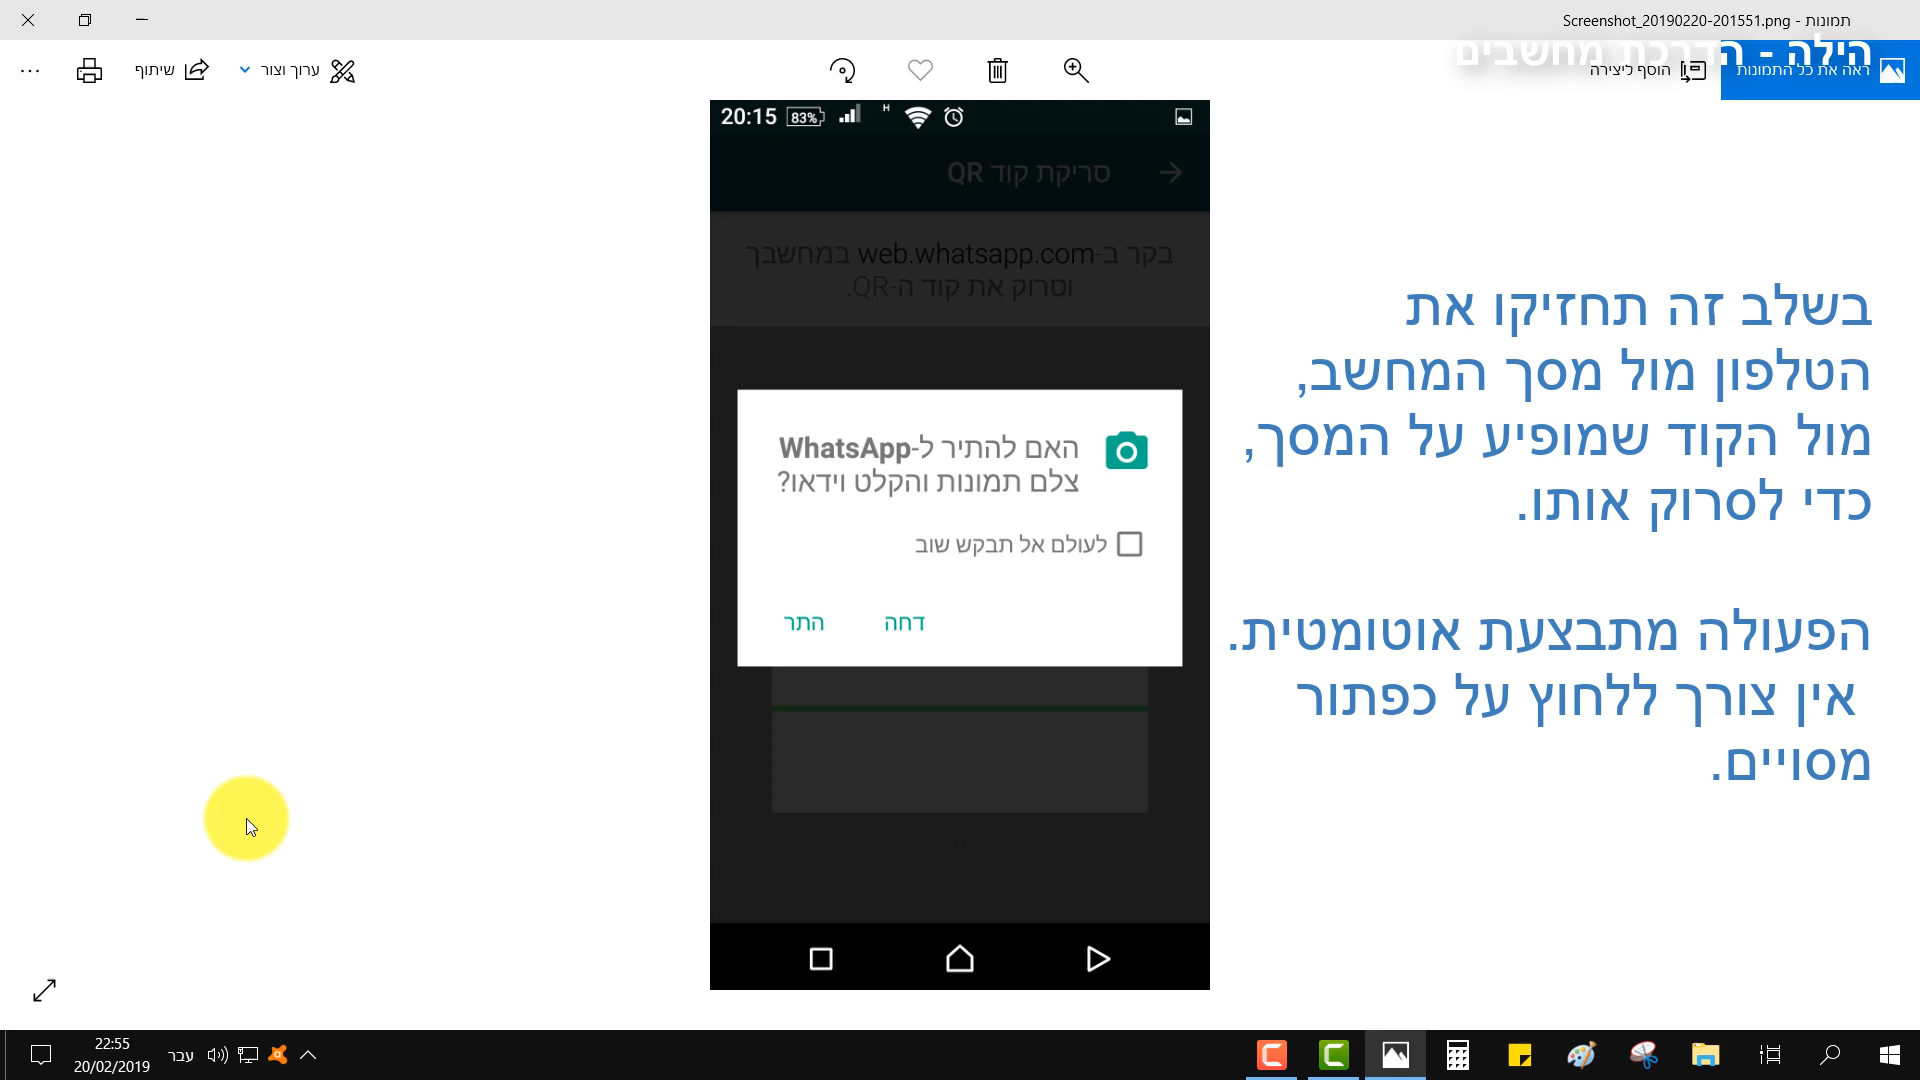 תמונות - Screenshot_20190220-201551.png
הילה - הדרכת מחשבים
ראה את כל התמונות
הוסף ליצירה
ערוך וצור
שיתוף
20:15
83%
H
סריקת קוד QR
בקר ב-web.whatsapp.com במחשבך
וסרוק את קוד ה-QR.
האם להתיר ל-WhatsApp
צלם תמונות והקלט וידאו?
לעולם אל תבקש שוב
דחה
התר
בשלב זה תחזיקו את
הטלפון מול מסך המחשב,
מול הקוד שמופיע על המסך,
כדי לסרוק אותו.
הפעולה מתבצעת אוטומטית.
אין צורך ללחוץ על כפתור
מסויים.
עבר
22:55
20/02/2019